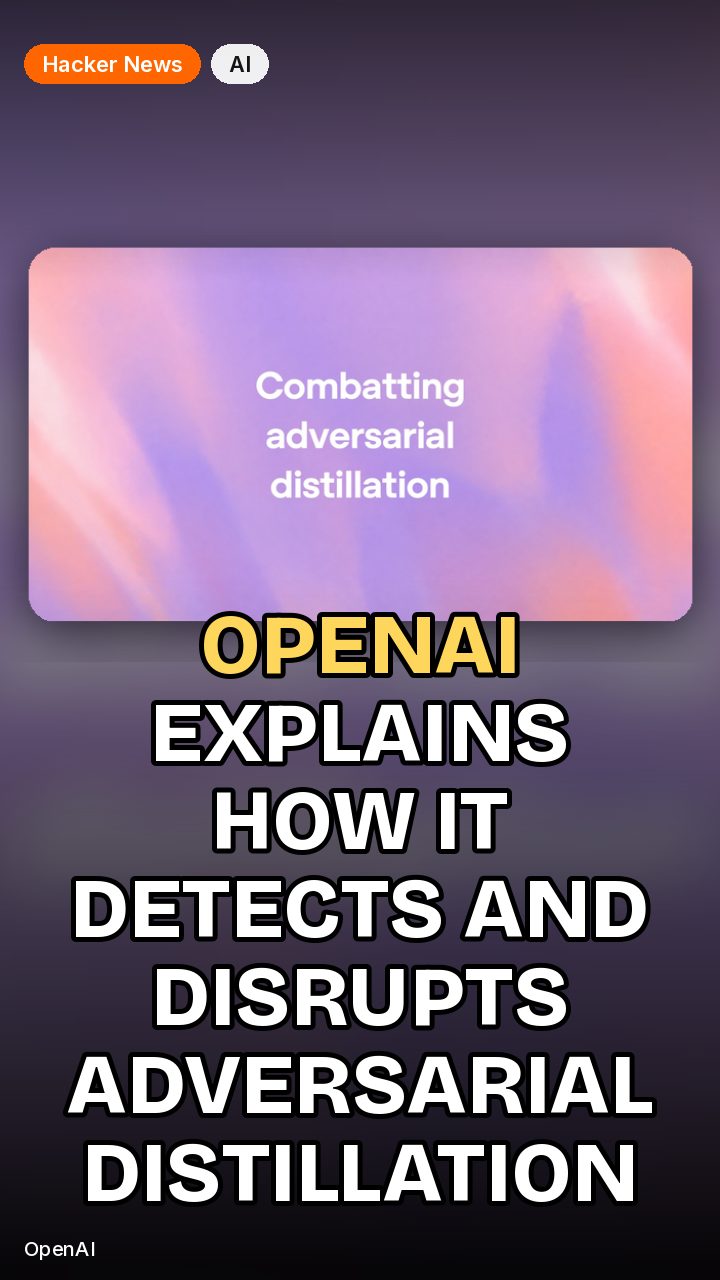 Hacker News AI
Combatting
adversarial
distillation
OPENAI
EXPLAINS
HOW IT
DETECTS AND
DISRUPTS
ADVERSARIAL
DISTILLATION
OpenAI